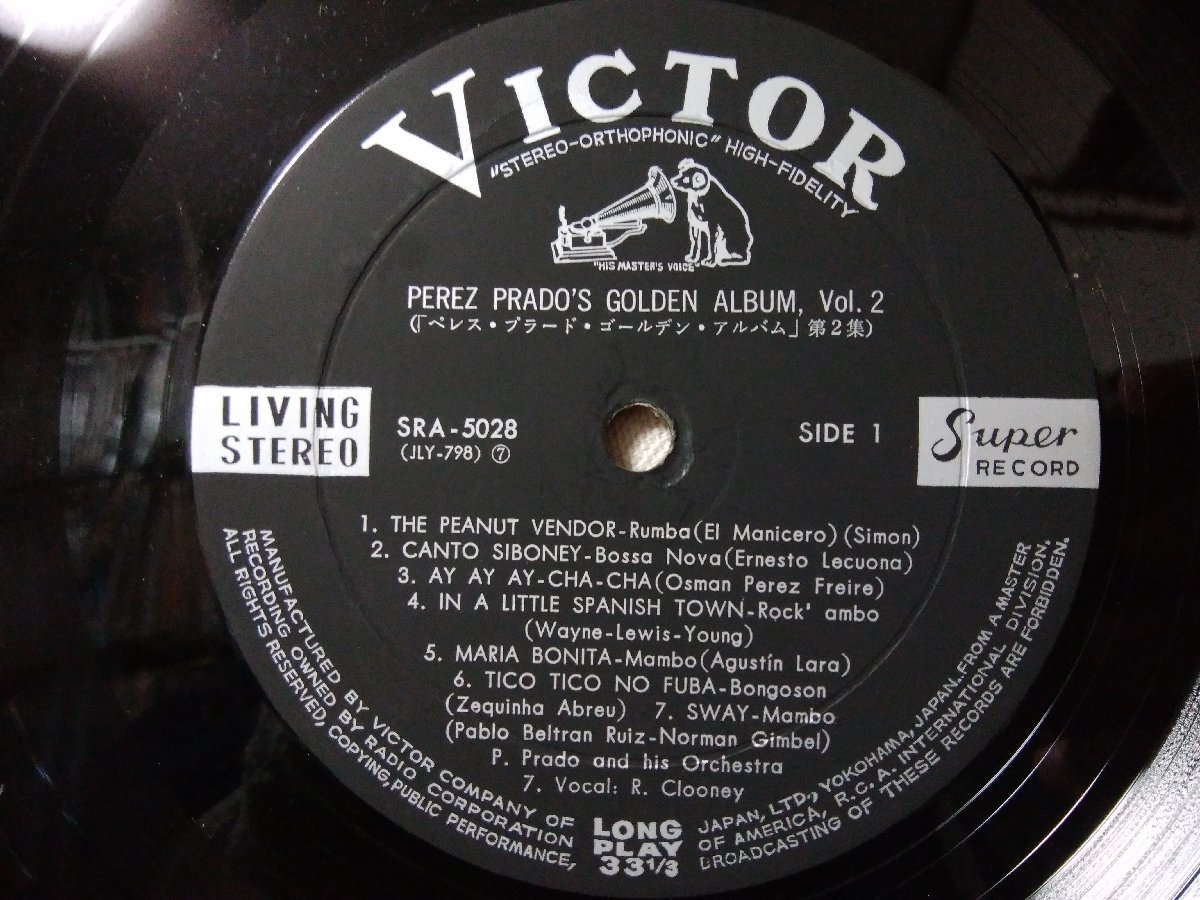 VICTOR
"STEREO-ORTHOPHONIC" HIGH-FIDELITY
"HIS MASTER'S VOICE"
PEREZ PRADO'S GOLDEN ALBUM, Vol. 2
(「ペレス・プラード・ゴールデン・アルバム」第2集)
LIVING
STEREO
SRA-5028
(JLY-798) ⑦
SIDE 1
Super
RECORD
1. THE PEANUT VENDOR-Rumba(El Manicero)(Simon)
2. CANTO SIBONEY-Bossa Nova(Ernesto Lecuona)
3. AY AY AY-CHA-CHA(Osman Perez Freire)
4. IN A LITTLE SPANISH TOWN-Rock' ambo
(Wayne-Lewis-Young)
5. MARIA BONITA-Mambo(Agustín Lara)
6. TICO TICO NO FUBA-Bongoson
(Zequinha Abreu) 7. SWAY-Mambo
(Pablo Beltran Ruiz-Norman Gimbel)
P. Prado and his Orchestra
7. Vocal: R. Clooney
MANUFACTURED BY VICTOR COMPANY OF JAPAN, LTD., YOKOHAMA, JAPAN. FROM A MASTER
RECORDING OWNED BY RADIO CORPORATION OF AMERICA, R.C.A. INTERNATIONAL DIVISION.
ALL RIGHTS RESERVED, COPYING, PUBLIC PERFORMANCE, BROADCASTING OF THESE RECORDS ARE FORBIDDEN.
LONG
PLAY
33 1/3